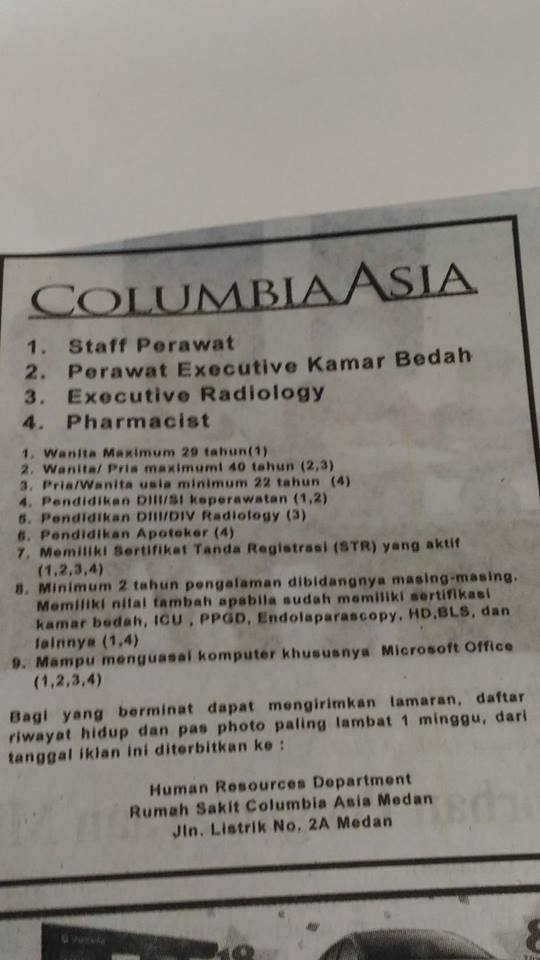 COLUMBIA ASIA
1. Staff Perawat
2. Perawat Executive Kamar Bedah
3. Executive Radiology
4. Pharmacist
1. Wanita Maximum 29 tahun(1)
2. Wanita/ Pria maximumi 40 tahun (2,3)
3. Pria/Wanita usia minimum 22 tahun (4)
4. Pendidikan DIII/SI keperawatan (1,2)
5. Pendidikan DIII/DIV Radiology (3)
6. Pendidikan Apoteker (4)
7. Memiliki Sertifikat Tanda Registrasi (STR) yang aktif
(1,2,3,4)
8. Minimum 2 tahun pengalaman dibidangnya masing-masing.
Memiliki nilai tambah apabila sudah memiliki sertifikasi
kamar bedah, ICU , PPGD, Endolaparascopy, HD,BLS, dan
lainnya (1,4)
9. Mampu menguasai komputer khususnya Microsoft Office
(1,2,3,4)
Bagi yang berminat dapat mengirimkan lamaran, daftar
riwayat hidup dan pas photo paling lambat 1 minggu, dari
tanggal iklan ini diterbitkan ke :
Human Resources Department
Rumah Sakit Columbia Asia Medan
Jln. Listrik No. 2A Medan